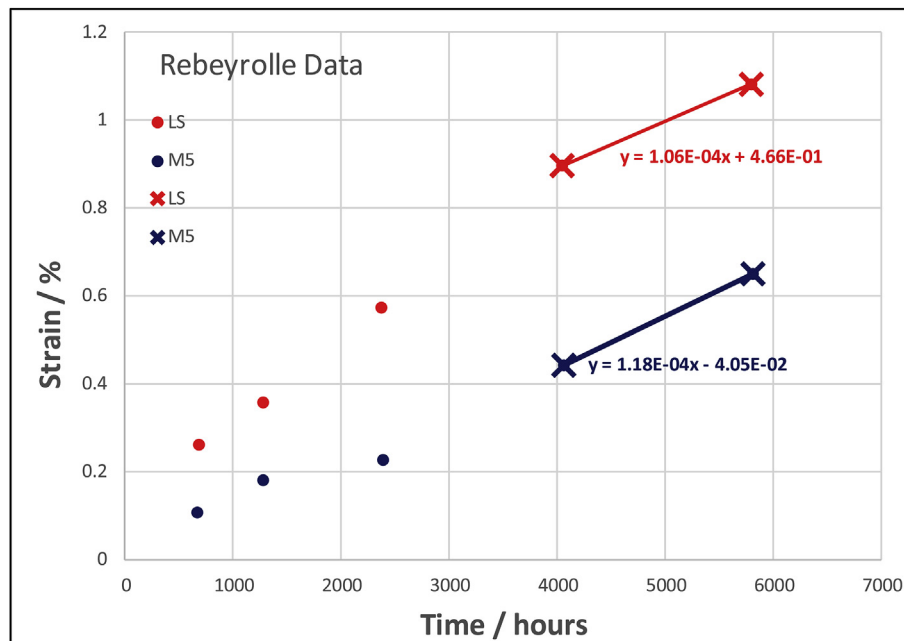 Rebeyrolle Data
LS
M5
LS
M5
1.2
1
0.8
0.6
0.4
0.2
0
Strain / %
y = 1.06E-04x + 4.66E-01
y = 1.18E-04x - 4.05E-02
0 1000 2000 3000 4000 5000 6000 7000
Time / hours